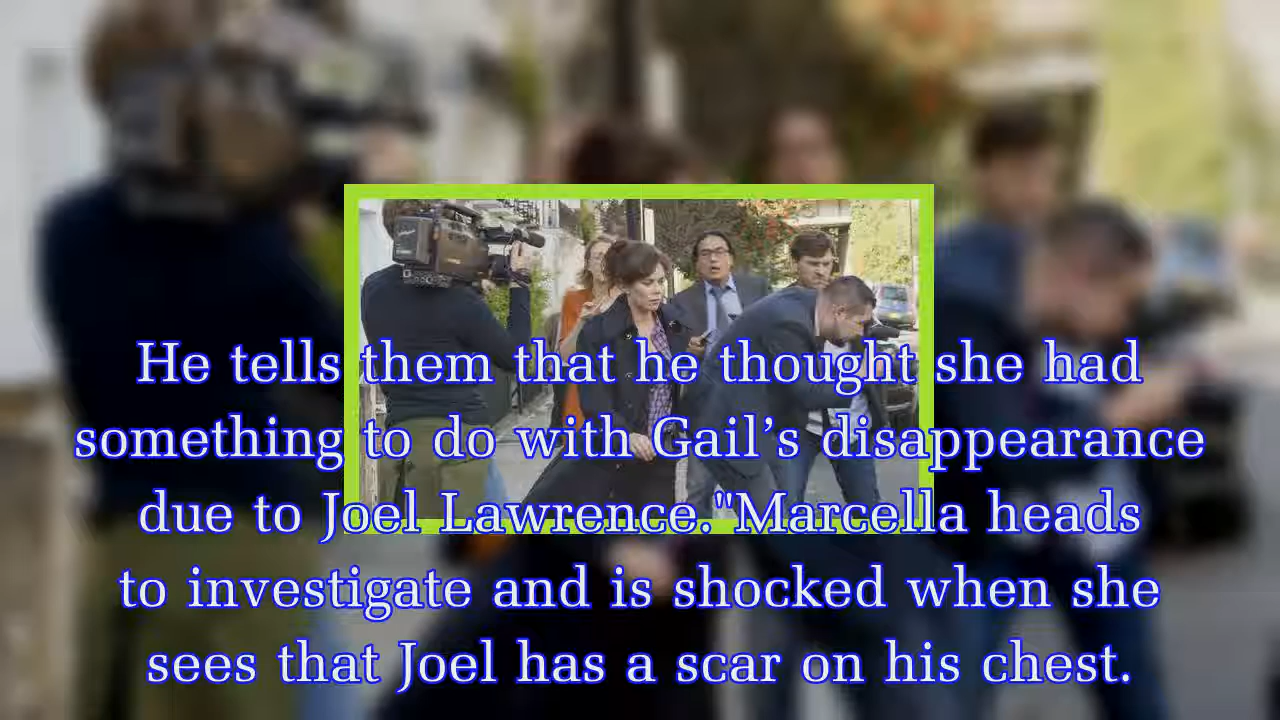 He tells them that he thought she had
something to do with Gail’s disappearance
due to Joel Lawrence."Marcella heads
to investigate and is shocked when she
sees that Joel has a scar on his chest.